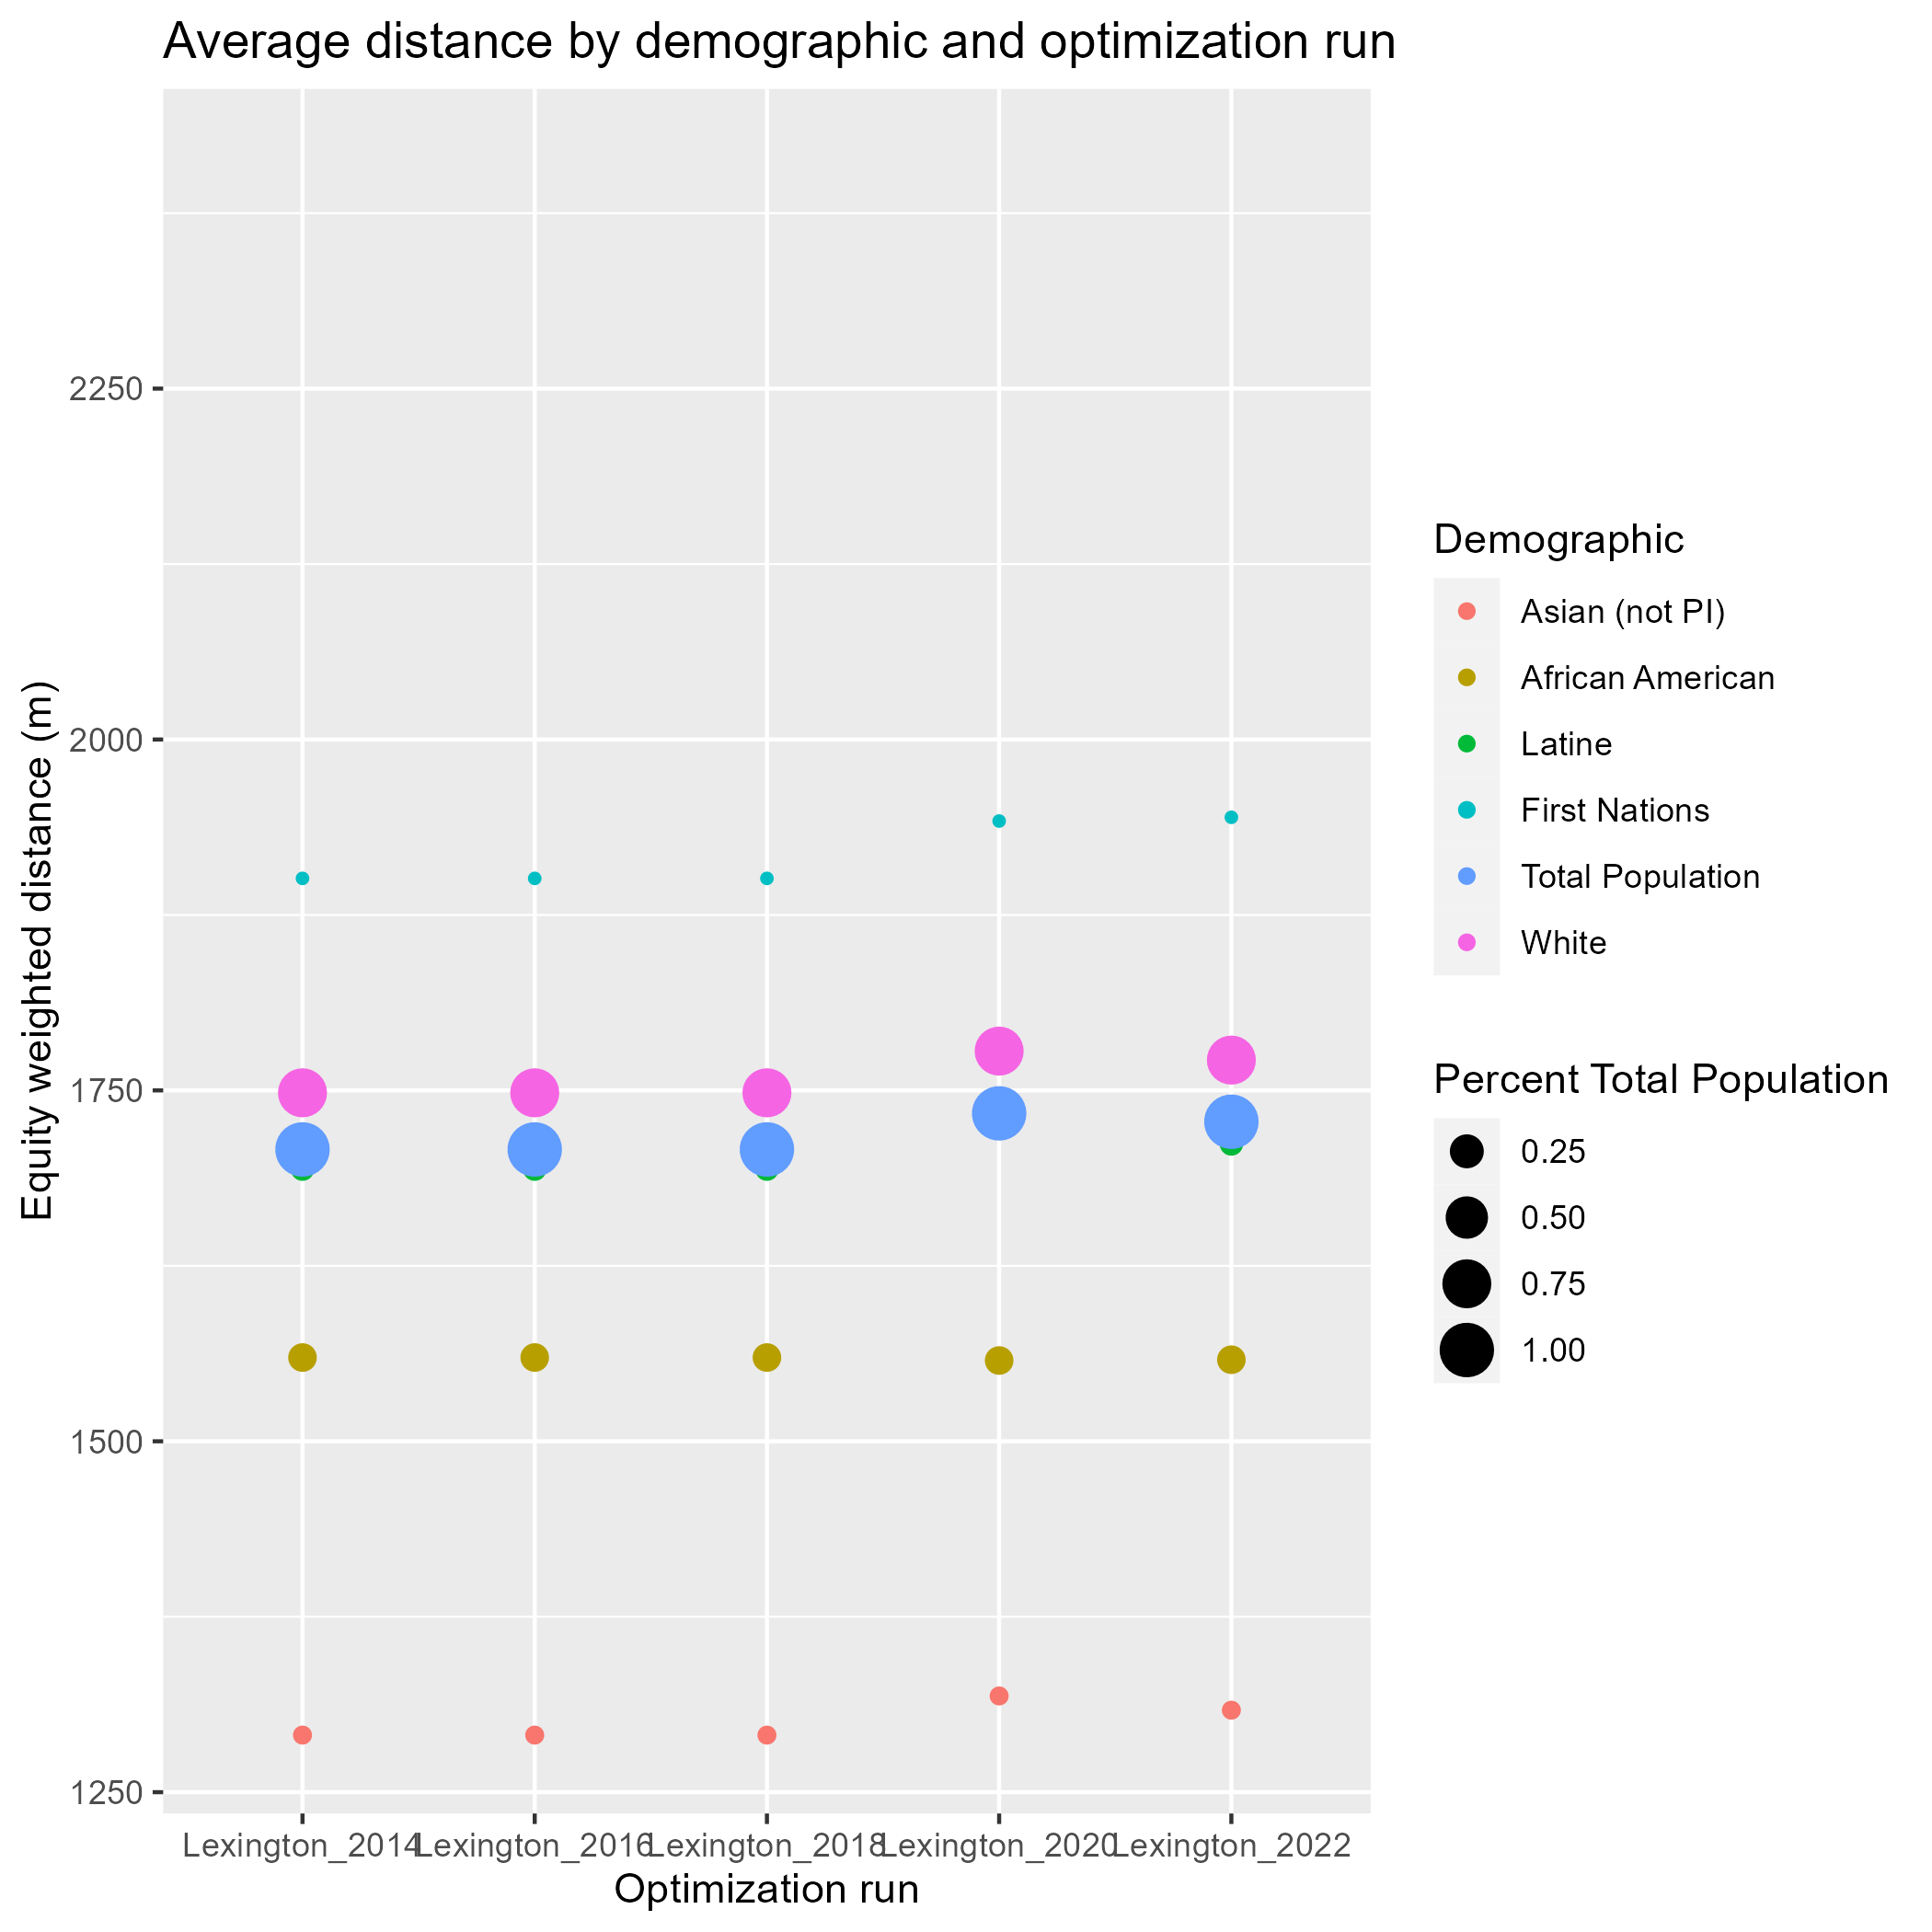 Average distance by demographic and optimization run
Equity weighted distance (m)
2250
2000
1750
1500
1250
Lexington_2014
Lexington_2016
Lexington_2018
Lexington_2020
Lexington_2022
Optimization run
Demographic
Asian (not PI)
African American
Latine
First Nations
Total Population
White
Percent Total Population
0.25
0.50
0.75
1.00